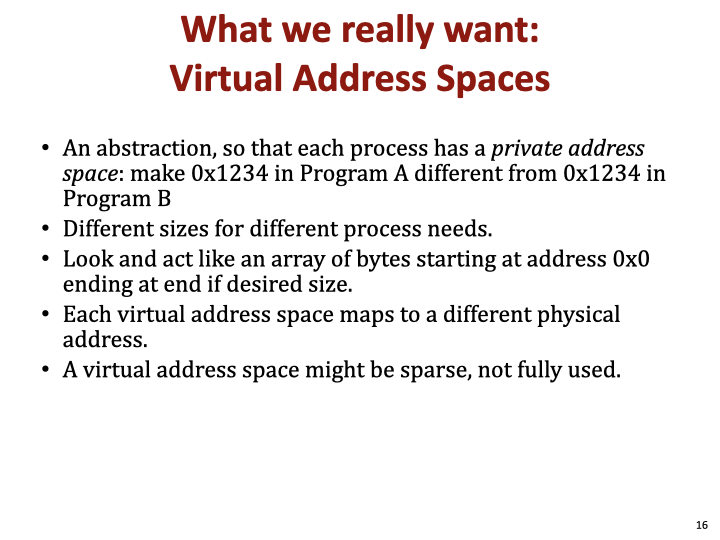 What we really want:
Virtual Address Spaces
• An abstraction, so that each process has a private address
space: make 0x1234 in Program A different from 0x1234 in
Program B
• Different sizes for different process needs.
• Look and act like an array of bytes starting at address 0x0
ending at end if desired size.
• Each virtual address space maps to a different physical
address.
• A virtual address space might be sparse, not fully used.
16